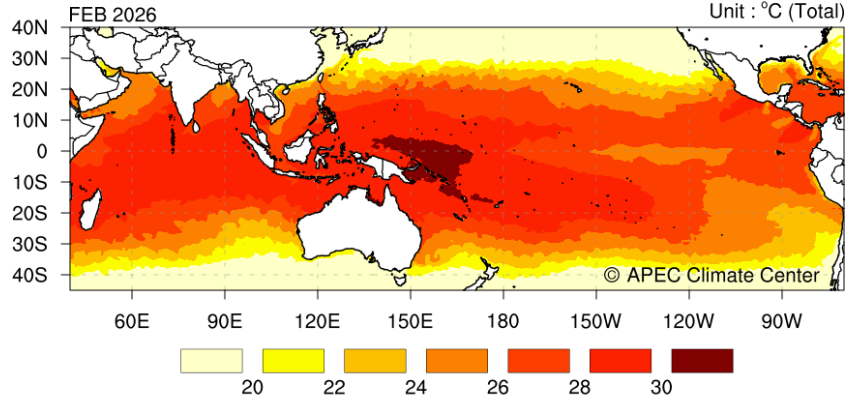 FEB 2026
Unit : °C (Total)
40N
30N
20N
10N
0
10S
20S
30S
40S
© APEC Climate Center
60E 90E 120E 150E 180 150W 120W 90W
20 22 24 26 28 30